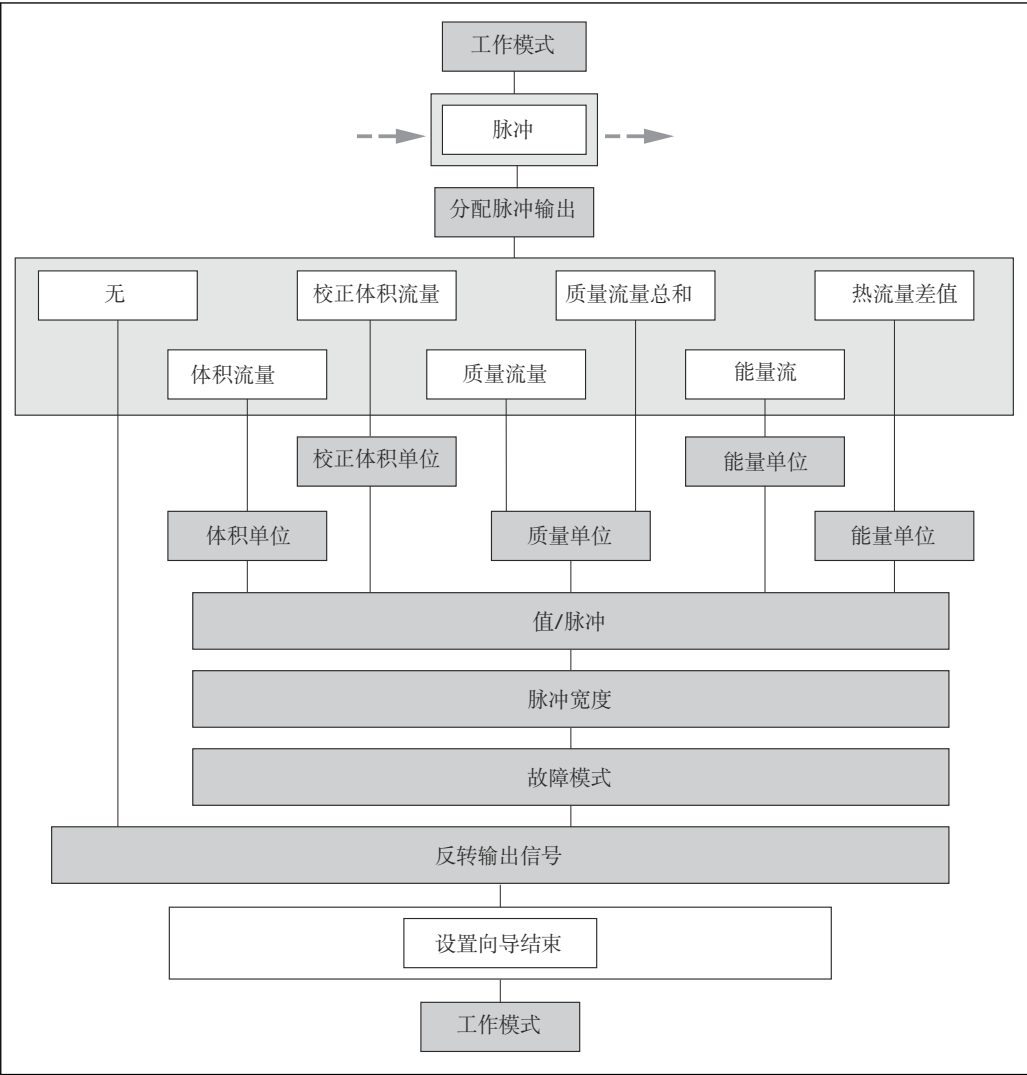 工作模式
脉冲
分配脉冲输出
无
校正体积流量
质量流量总和
热流量差值
体积流量
质量流量
能量流
校正体积单位
能量单位
体积单位
质量单位
能量单位
值/脉冲
脉冲宽度
故障模式
反转输出信号
设置向导结束
工作模式